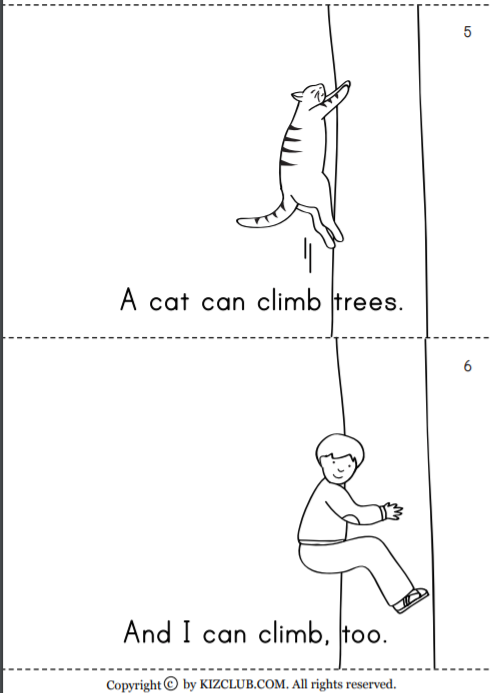 5
A cat can climb trees.
6
And I can climb, too.
Copyright © by KIZCLUB.COM. All rights reserved.